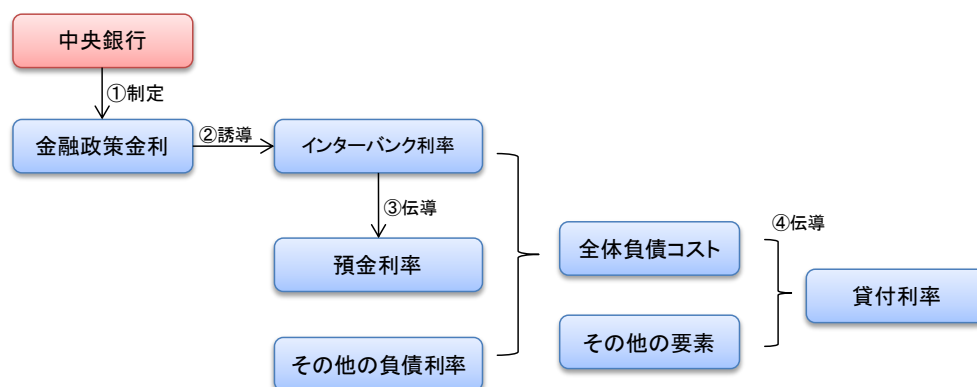 中央銀行
①制定
金融政策金利
②誘導
インターバンク利率
③伝導
預金利率
その他の負債利率
全体負債コスト
その他の要素
④伝導
貸付利率